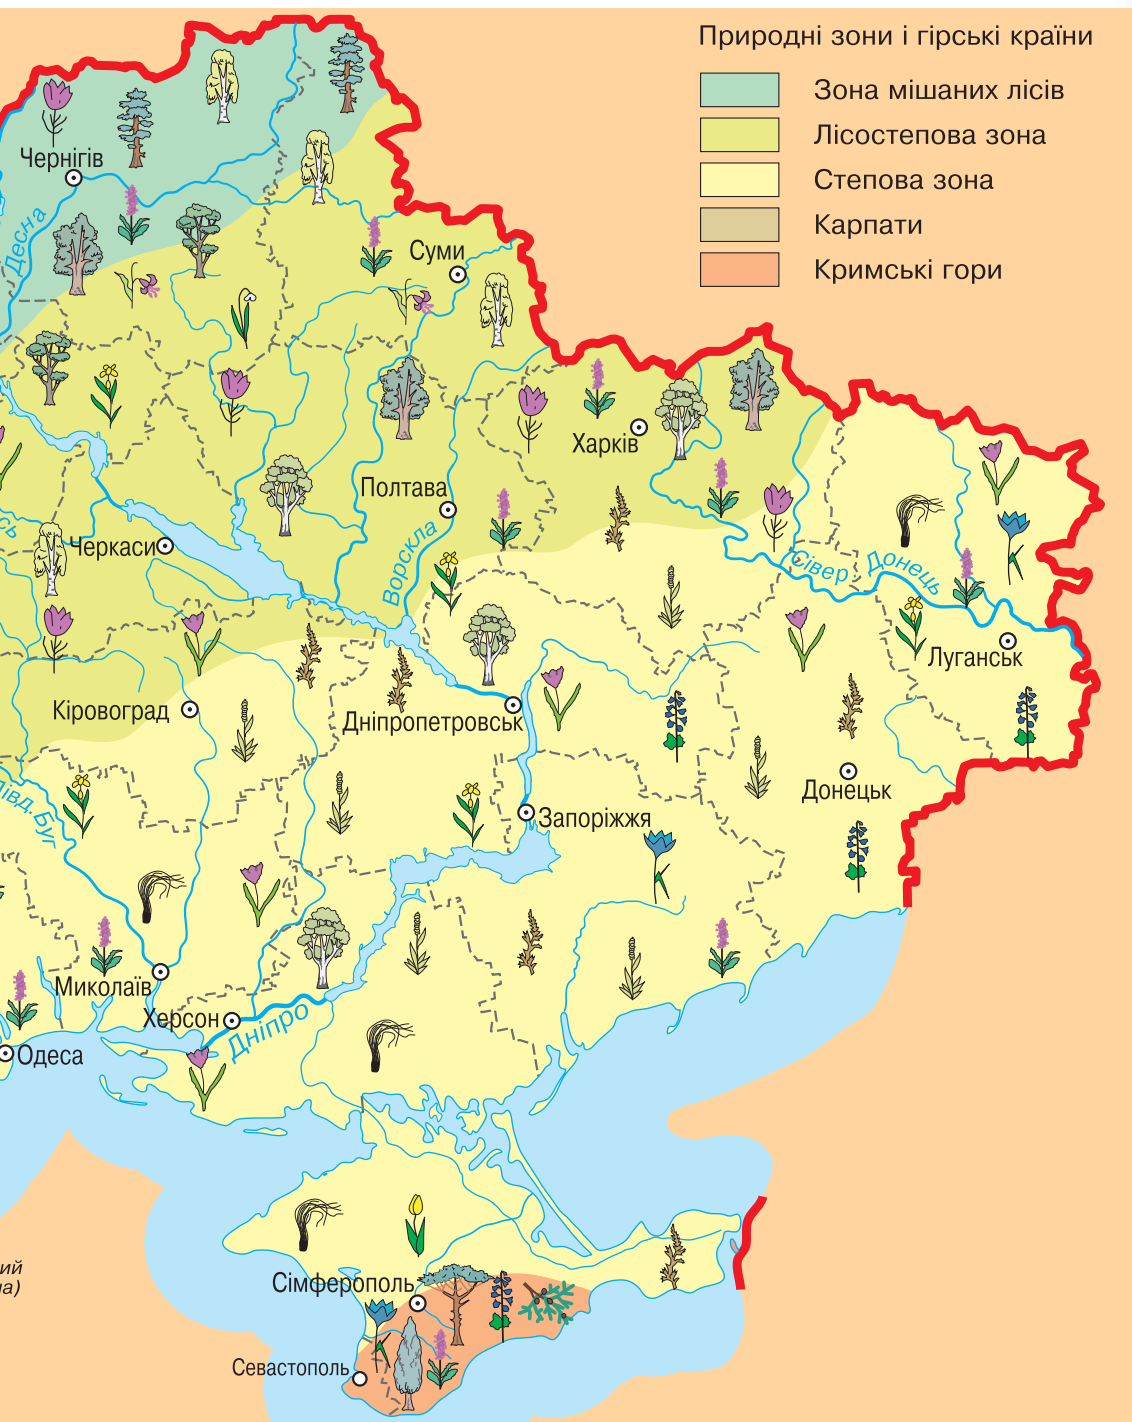 Природні зони і гірські країни
Зона мішаних лісів
Лісостепова зона
Степова зона
Карпати
Кримські гори
Чернігів
Десна
Суми
Харків
Полтава
Ворскла
Черкаси
Сівер. Донець
Луганськ
Кіровоград
Дніпропетровськ
Донецьк
Запоріжжя
Півд. Буг
Миколаїв
Херсон
Дніпро
Одеса
Сімферополь
Севастополь